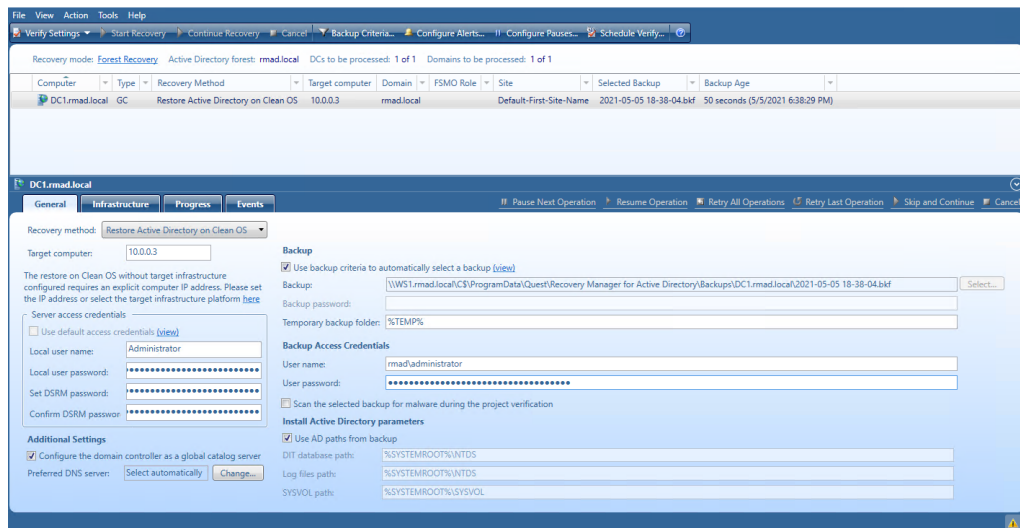 File View Action Tools Help
Verify Settings Start Recovery Continue Recovery Cancel Backup Criteria... Configure Alerts... Configure Pauses... Schedule Verify...
Recovery mode: Forest Recovery Active Directory forest: rmad.local DCs to be processed: 1 of 1 Domains to be processed: 1 of 1
Computer Type Recovery Method Target computer Domain FSMO Role Site Selected Backup Backup Age
DC1.rmad.local GC Restore Active Directory on Clean OS 10.0.0.3 rmad.local Default-First-Site-Name 2021-05-05 18-38-04.bkf 50 seconds (5/5/2021 6:38:29 PM)
DC1.rmad.local
General Infrastructure Progress Events Pause Next Operation Resume Operation Retry All Operations Retry Last Operation Skip and Continue Cancel
Recovery method: Restore Active Directory on Clean OS
Target computer: 10.0.0.3
The restore on Clean OS without target infrastructure
configured requires an explicit computer IP address. Please set
the IP address or select the target infrastructure platform here
Server access credentials
Use default access credentials (view)
Local user name: Administrator
Local user password:
Set DSRM password:
Confirm DSRM passwor
Additional Settings
Configure the domain controller as a global catalog server
Preferred DNS server: Select automatically Change...
Backup
Use backup criteria to automatically select a backup (view)
Backup: \\WS1.rmad.local\C$\ProgramData\Quest\Recovery Manager for Active Directory\Backups\DC1.rmad.local\2021-05-05 18-38-04.bkf Select...
Backup password:
Temporary backup folder: %TEMP%
Backup Access Credentials
User name: rmad\administrator
User password:
Scan the selected backup for malware during the project verification
Install Active Directory parameters
Use AD paths from backup
DIT database path: %SYSTEMROOT%\NTDS
Log files path: %SYSTEMROOT%\NTDS
SYSVOL path: %SYSTEMROOT%\SYSVOL